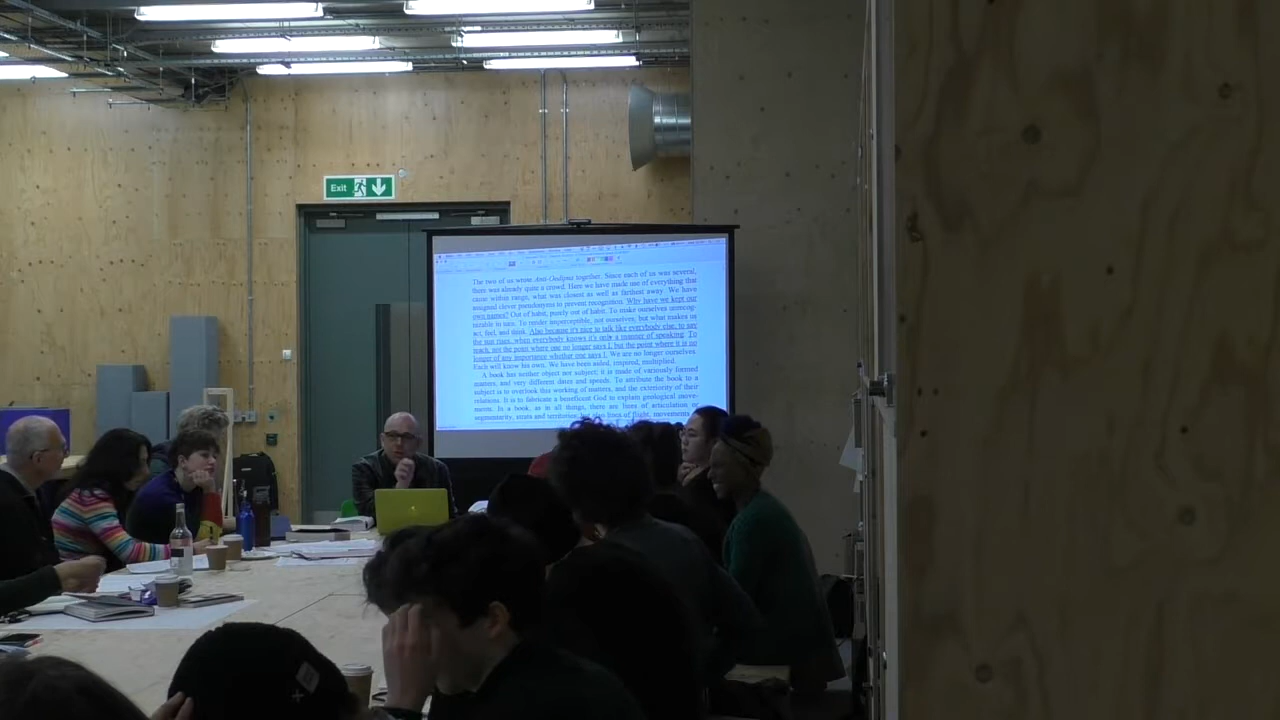 Exit
The two of us wrote Anti-Oedipus together. Since each of us was several,
there was already quite a crowd. Here we have made use of everything that
came within range, what was closest as well as farthest away. We have
assigned clever pseudonyms to prevent recognition. Why have we kept our
own names? Out of habit, purely out of habit. To make ourselves unrecog-
nizable in turn. To render imperceptible, not ourselves, but what makes us
act, feel, and think. Also because it's nice to talk like everybody else, to say
the sun rises, when everybody knows it's only a manner of speaking. To
reach, not the point where one no longer says I, but the point where it is no
longer of any importance whether one says I. We are no longer ourselves.
Each will know his own. We have been aided, inspired, multiplied.
A book has neither object nor subject; it is made of variously formed
matters, and very different dates and speeds. To attribute the book to a
subject is to overlook this working of matters, and the exteriority of their
relations. It is to fabricate a beneficent God to explain geological move-
ments. In a book, as in all things, there are lines of articulation or
segmentarity, strata and territories; but also lines of flight, movements